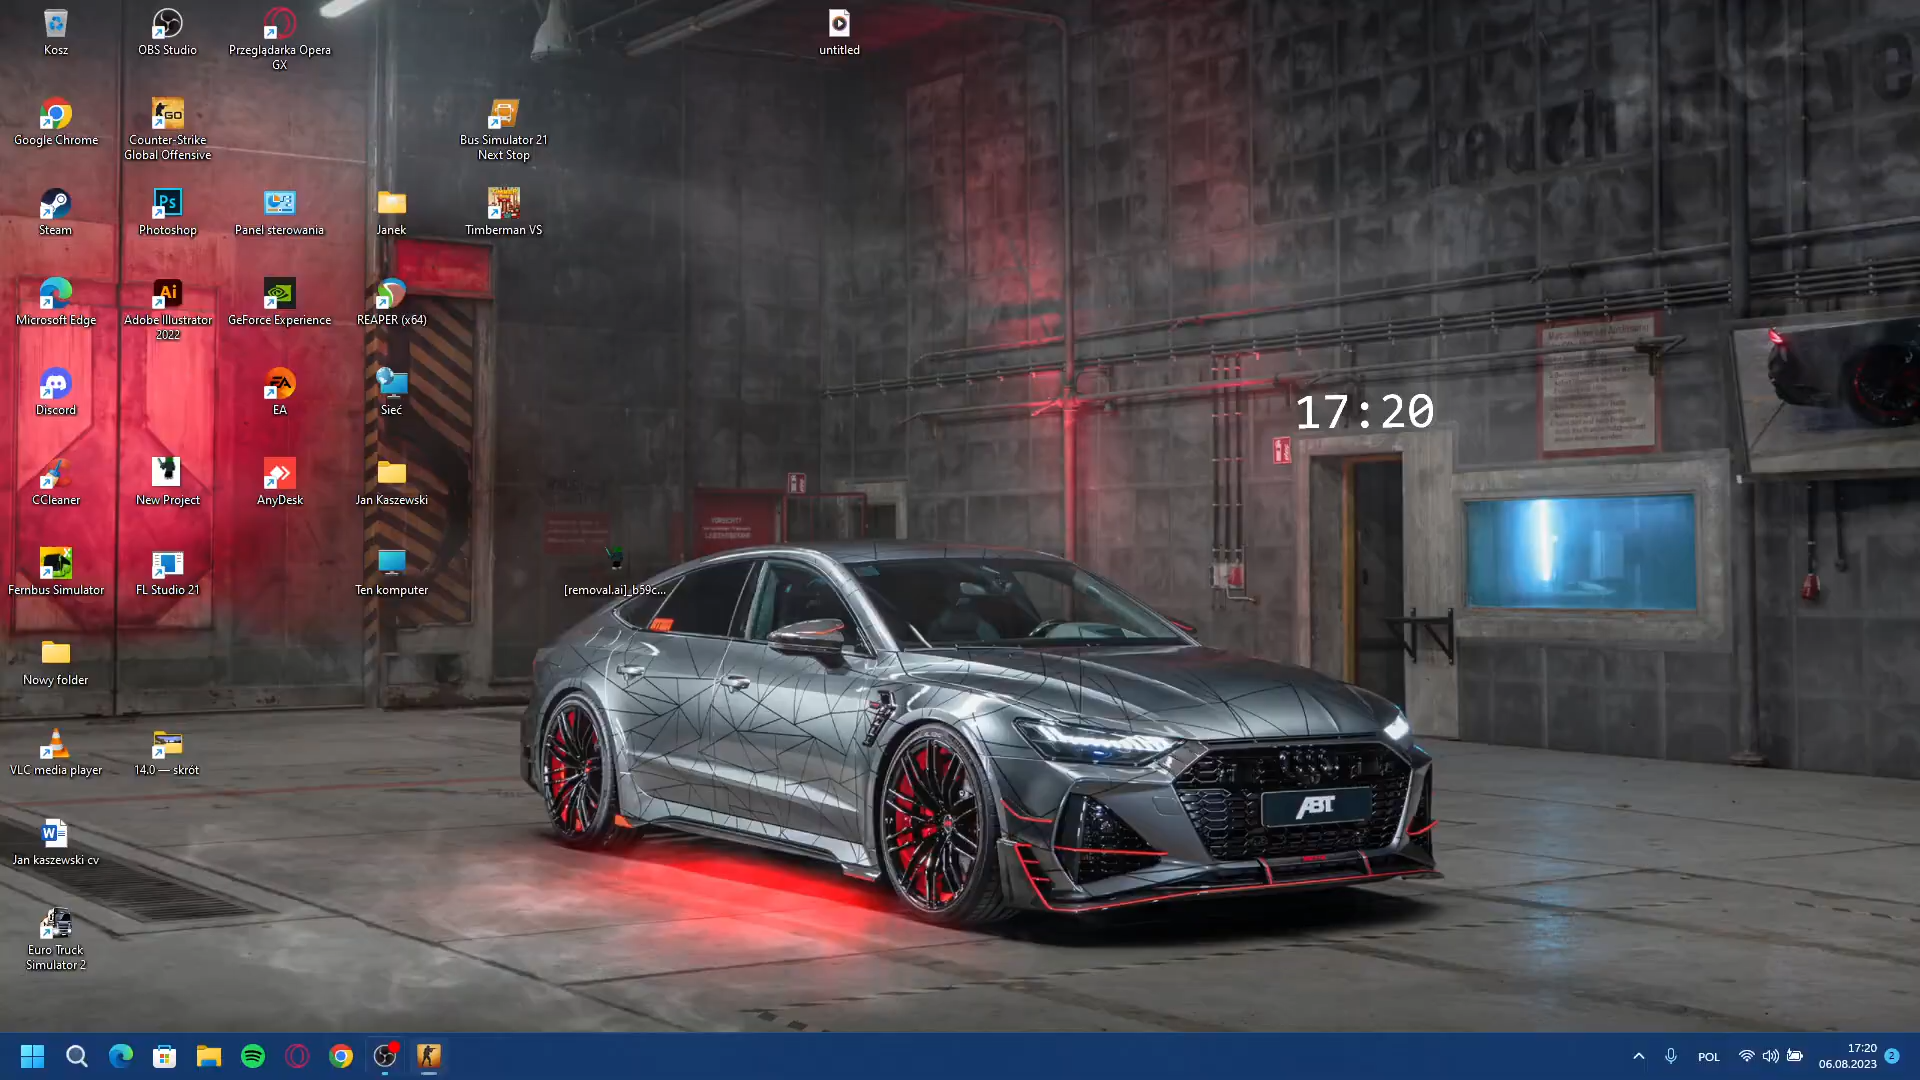 Kosz
OBS Studio
Przeglądarka Opera
GX
untitled
Google Chrome
Counter-Strike
Global Offensive
Bus Simulator 21
Next Stop
Steam
Photoshop
Panel sterowania
Janek
Timberman VS
Microsoft Edge
Adobe Illustrator
2022
GeForce Experience
REAPER (x64)
Discord
EA
Sieć
17:20
CCleaner
New Project
AnyDesk
Jan Kaszewski
VORSICHT!
Fernbus Simulator
FL Studio 21
Ten komputer
[removal.ai]_b59c...
Nowy folder
VLC media player
14.0 — skrót
ABT
Jan kaszewski cv
Euro Truck
Simulator 2
POL
17:20
06.08.2023
2